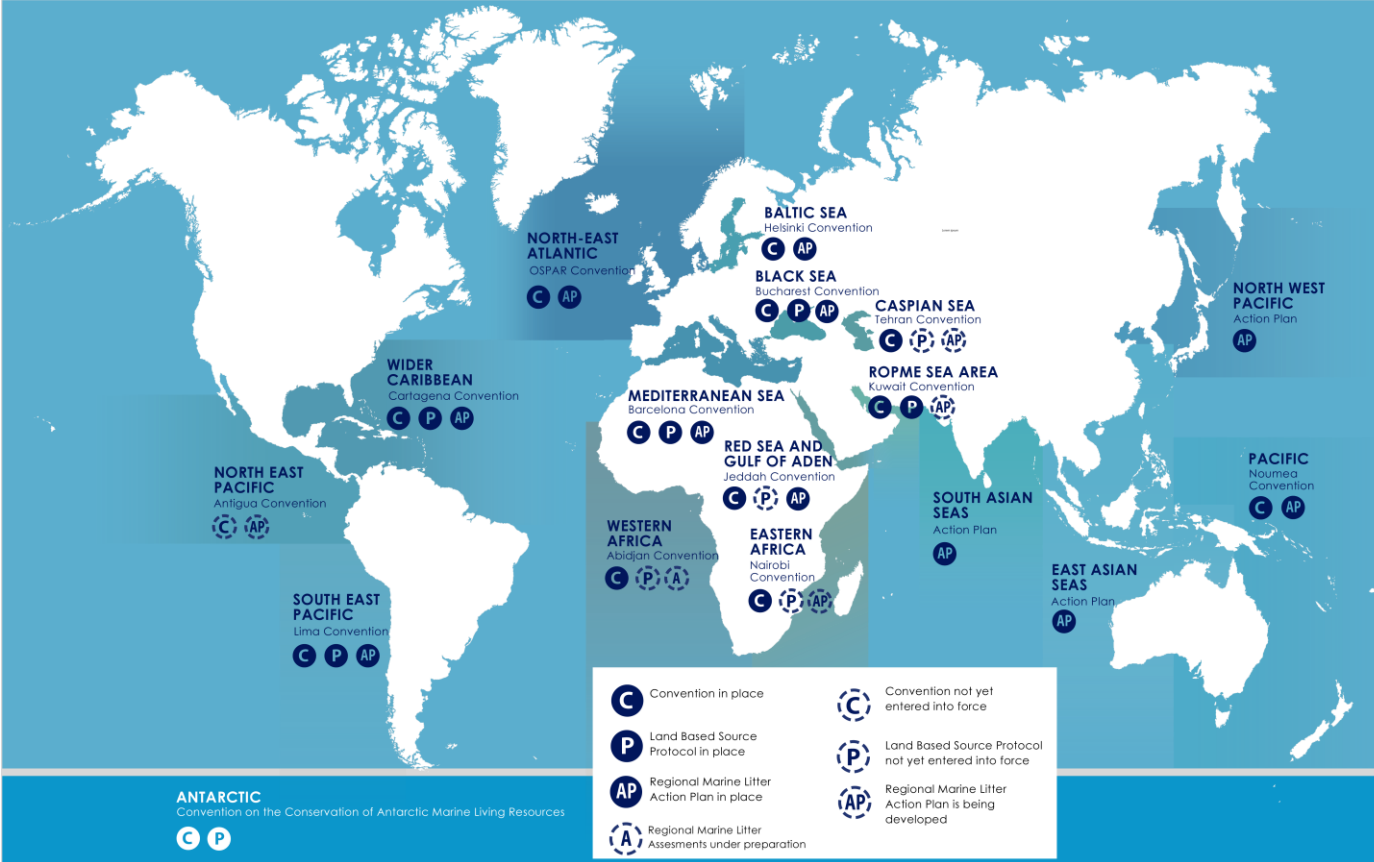 BALTIC SEA
Helsinki Convention
C AP
NORTH-EAST
ATLANTIC
OSPAR Convention
C AP
BLACK SEA
Bucharest Convention
C P AP
CASPIAN SEA
Tehran Convention
C P AP
NORTH WEST
PACIFIC
Action Plan
AP
WIDER
CARIBBEAN
Cartagena Convention
C P AP
ROPME SEA AREA
Kuwait Convention
C P AP
MEDITERRANEAN SEA
Barcelona Convention
C P AP
RED SEA AND
GULF OF ADEN
Jeddah Convention
C P AP
PACIFIC
Noumea
Convention
C AP
NORTH EAST
PACIFIC
Antigua Convention
C AP
SOUTH ASIAN
SEAS
Action Plan
AP
WESTERN
AFRICA
Abidjan Convention
C P A
EASTERN
AFRICA
Nairobi
Convention
C P AP
EAST ASIAN
SEAS
Action Plan
AP
SOUTH EAST
PACIFIC
Lima Convention
C P AP
C Convention in place
P Land Based Source
Protocol in place
AP Regional Marine Litter
Action Plan in place
A Regional Marine Litter
Assesments under preparation
C Convention not yet
entered into force
P Land Based Source Protocol
not yet entered into force
AP Regional Marine Litter
Action Plan is being
developed
ANTARCTIC
Convention on the Conservation of Antarctic Marine Living Resources
C P